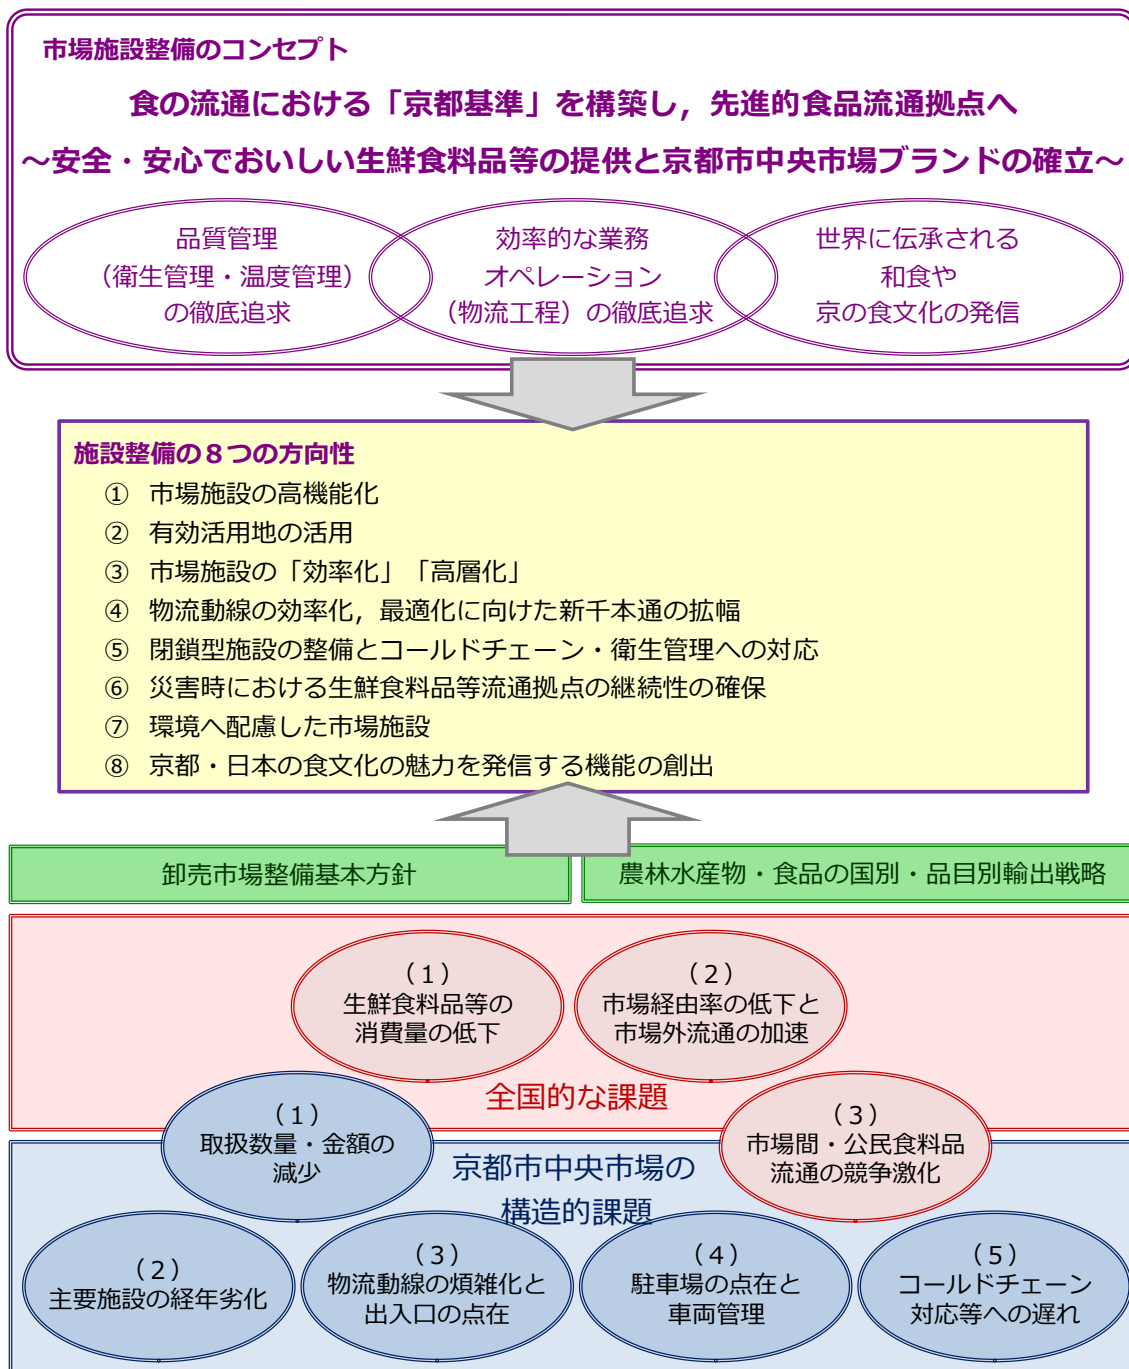 市場施設整備のコンセプト
食の流通における「京都基準」を構築し，先進的食品流通拠点へ
～安全・安心でおいしい生鮮食料品等の提供と京都市中央市場ブランドの確立～
品質管理
（衛生管理・温度管理）
の徹底追求
効率的な業務
オペレーション
（物流工程）の徹底追求
世界に伝承される
和食や
京の食文化の発信
施設整備の８つの方向性
① 市場施設の高機能化
② 有効活用地の活用
③ 市場施設の「効率化」「高層化」
④ 物流動線の効率化，最適化に向けた新千本通の拡幅
⑤ 閉鎖型施設の整備とコールドチェーン・衛生管理への対応
⑥ 災害時における生鮮食料品等流通拠点の継続性の確保
⑦ 環境へ配慮した市場施設
⑧ 京都・日本の食文化の魅力を発信する機能の創出
卸売市場整備基本方針
農林水産物・食品の国別・品目別輸出戦略
（１）
生鮮食料品等の
消費量の低下
（２）
市場経由率の低下と
市場外流通の加速
全国的な課題
（１）
取扱数量・金額の
減少
（３）
市場間・公民食料品
流通の競争激化
京都市中央市場の
構造的課題
（２）
主要施設の経年劣化
（３）
物流動線の煩雑化と
出入口の点在
（４）
駐車場の点在と
車両管理
（５）
コールドチェーン
対応等への遅れ